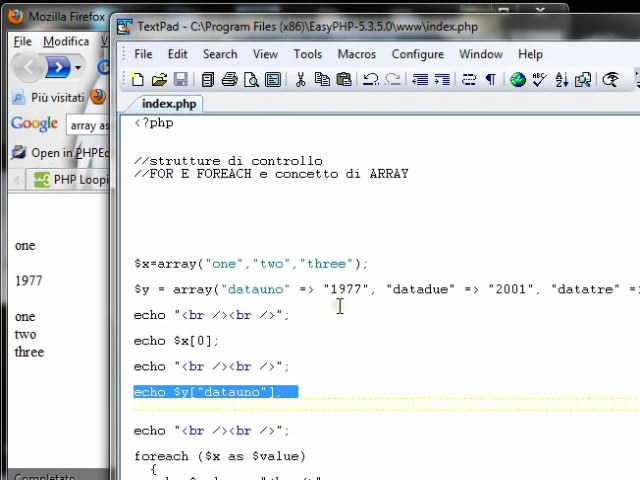 Mozilla Firefox
File Modifica
Più visitati
Google array as
Open in PHPEd
PHP Loopi
one
1977
one
two
three
Completato
TextPad - C:\Program Files (x86)\EasyPHP-5.3.5.0\www\index.php
File Edit Search View Tools Macros Configure Window Help
index.php
<?php
//strutture di controllo
//FOR E FOREACH e concetto di ARRAY
$x=array("one","two","three");
$y = array("datauno" => "1977", "datadue" => "2001", "datatre" =>
echo "<br /><br />";
echo $x[0];
echo "<br /><br />";
echo $y["datauno"];
echo "<br /><br />";
foreach ($x as $value)
{